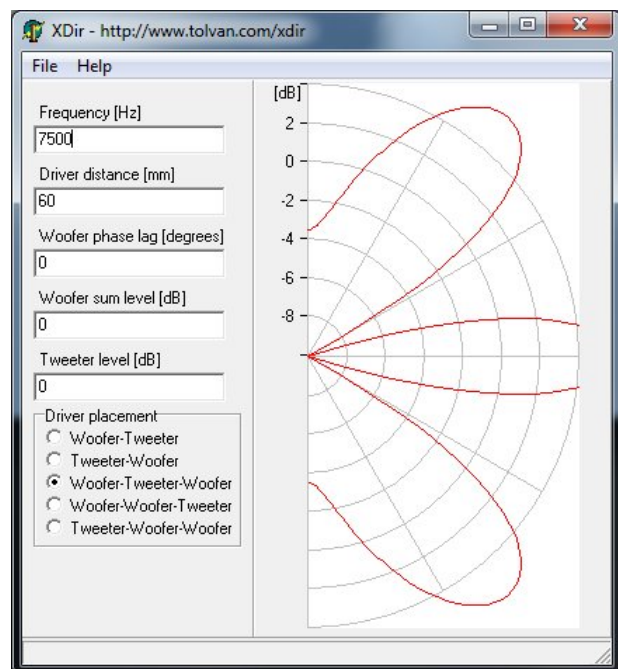 XDir - http://www.tolvan.com/xdir
File Help
Frequency [Hz]
7500
Driver distance [mm]
60
Woofer phase lag [degrees]
0
Woofer sum level [dB]
0
Tweeter level [dB]
0
Driver placement
Woofer-Tweeter
Tweeter-Woofer
Woofer-Tweeter-Woofer
Woofer-Woofer-Tweeter
Tweeter-Woofer-Woofer
[dB]
2
0
-2
-4
-6
-8